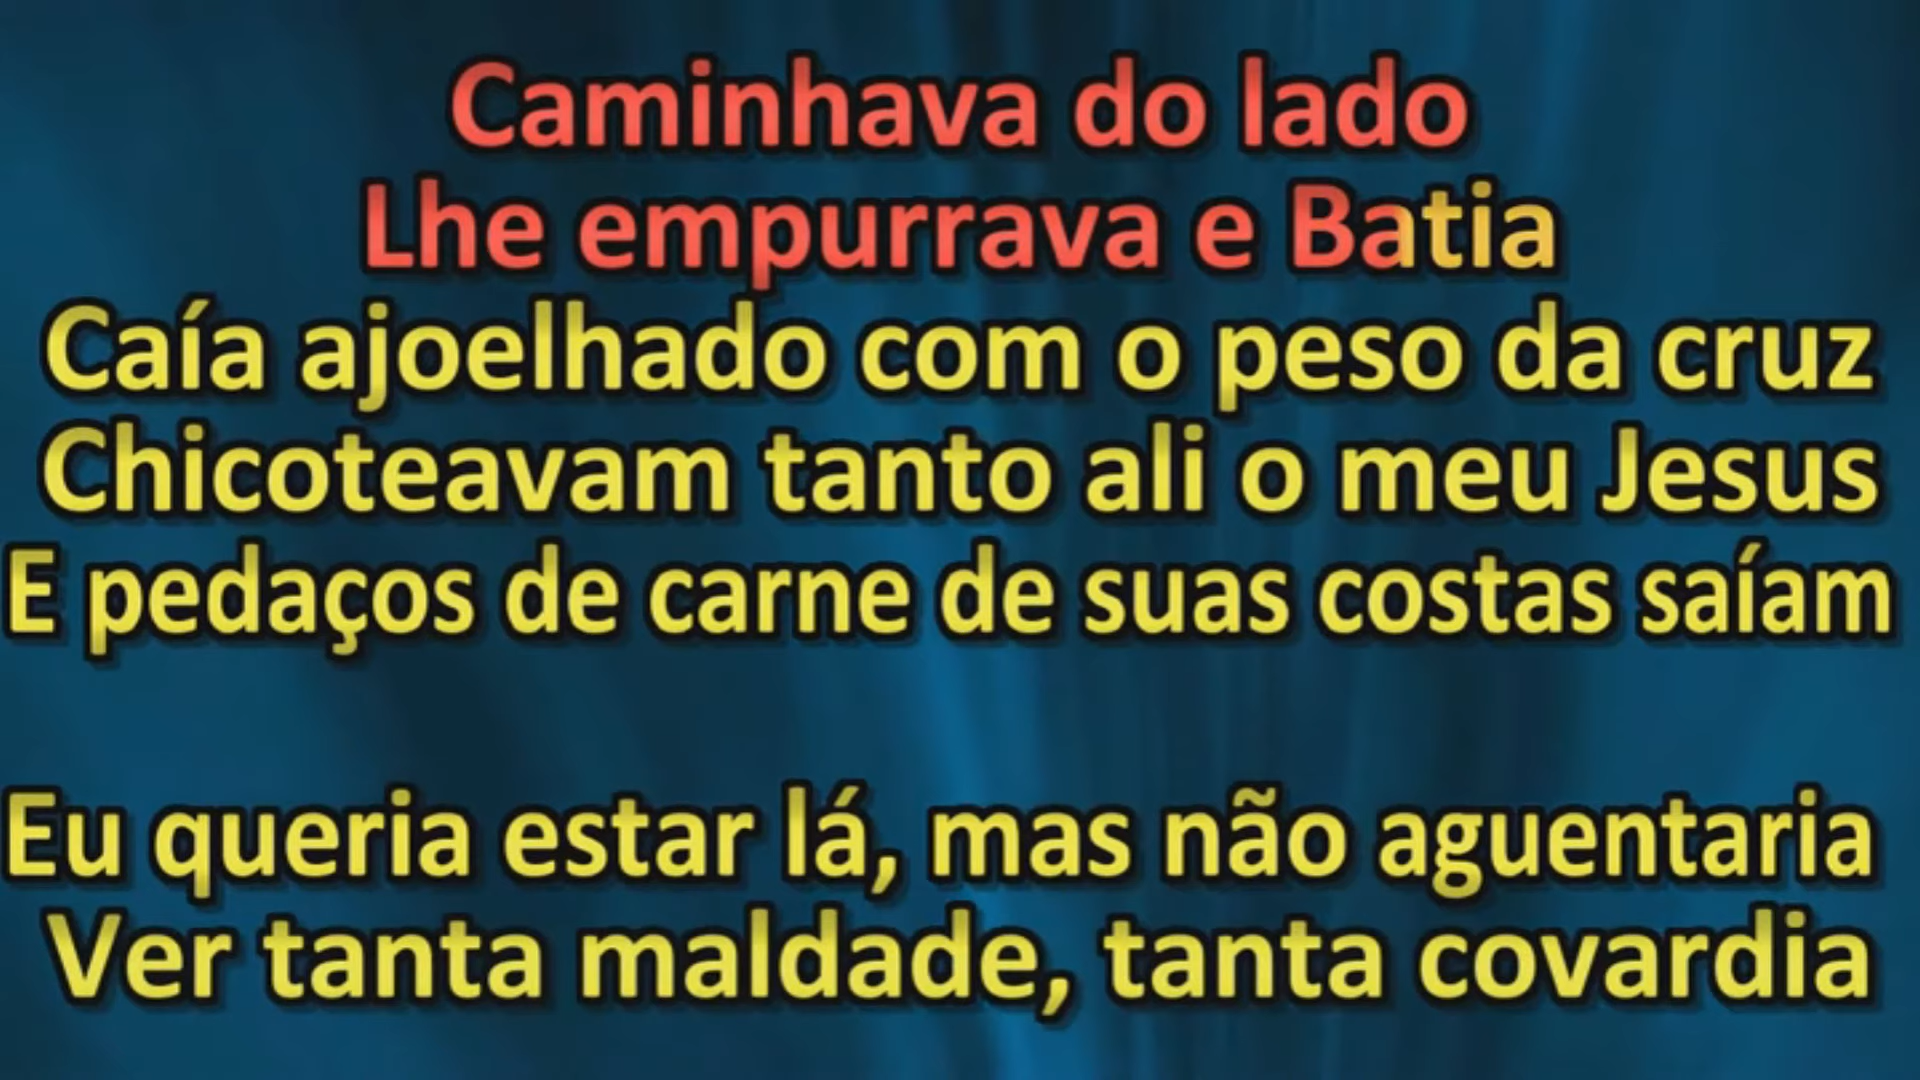 Caminhava do lado
Lhe empurrava e Batia
Caía ajoelhado com o peso da cruz
Chicoteavam tanto ali o meu Jesus
E pedaços de carne de suas costas saíam
Eu queria estar lá, mas não aguentaria
Ver tanta maldade, tanta covardia